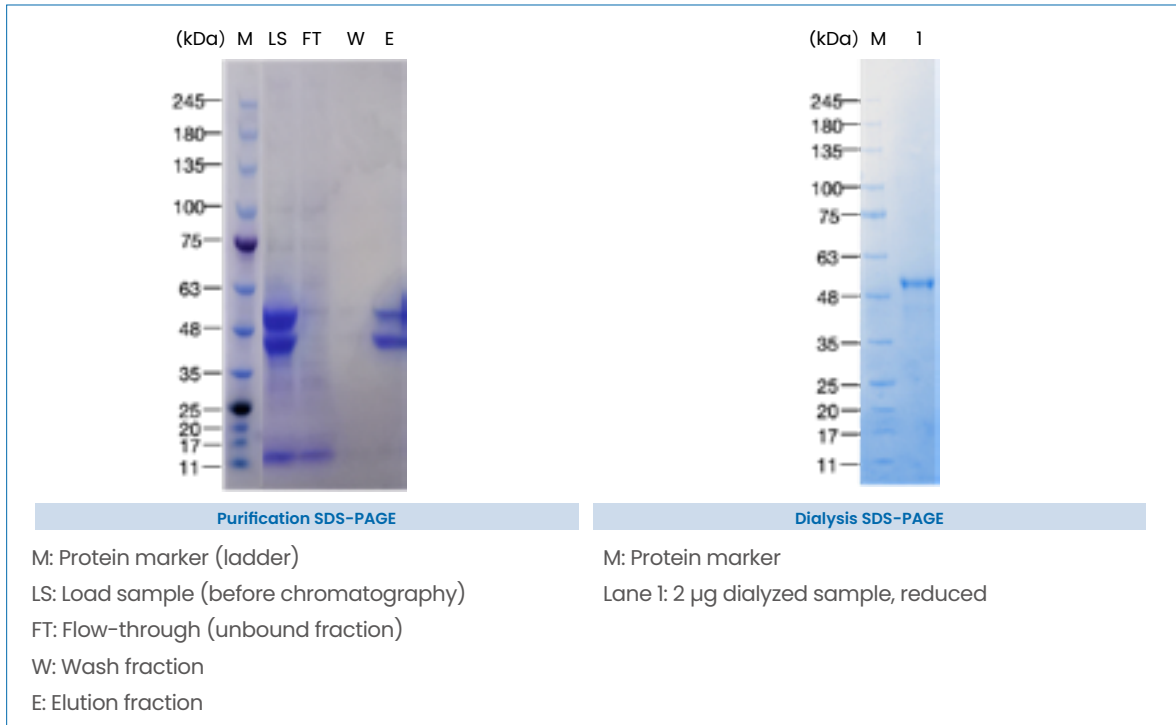 (kDa) M LS FT W E
245
180
135
100
75
63
48
35
25
20
17
11
Purification SDS-PAGE
M: Protein marker (ladder)
LS: Load sample (before chromatography)
FT: Flow-through (unbound fraction)
W: Wash fraction
E: Elution fraction
(kDa) M 1
245
180
135
100
75
63
48
35
25
20
17
11
Dialysis SDS-PAGE
M: Protein marker
Lane 1: 2 µg dialyzed sample, reduced